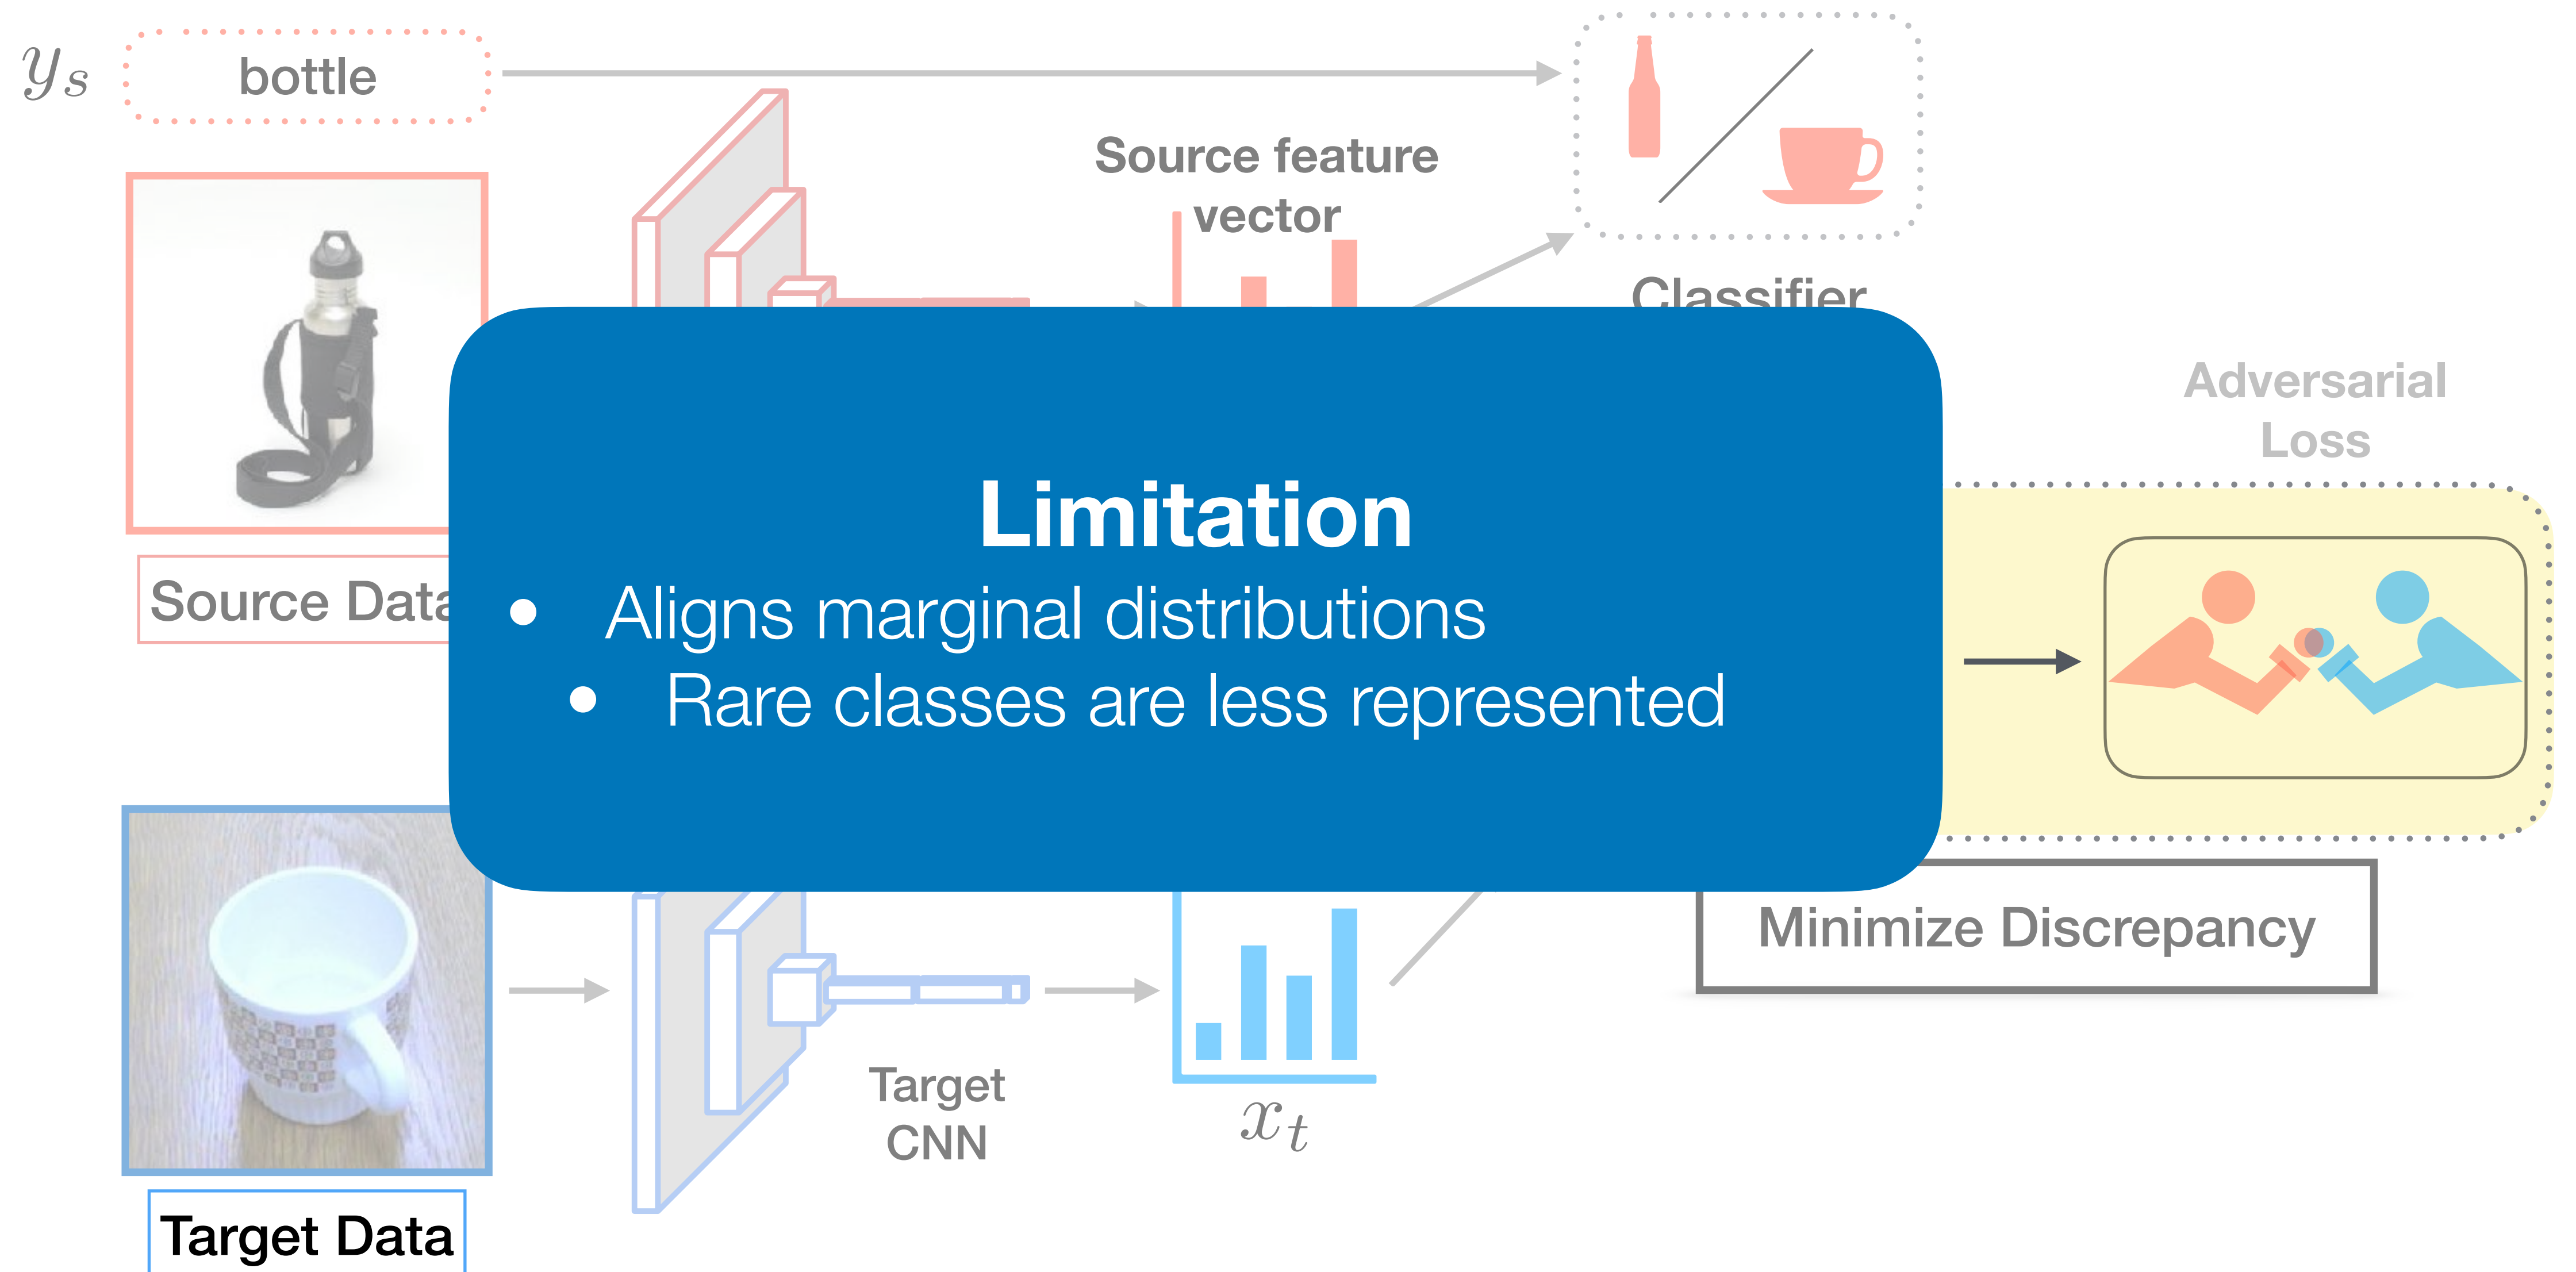 yₛ
bottle
Source feature
vector
Classifier
Adversarial
Loss
Source Data
Limitation
• Aligns marginal distributions
• Rare classes are less represented
Minimize Discrepancy
Target
CNN
xₜ
Target Data